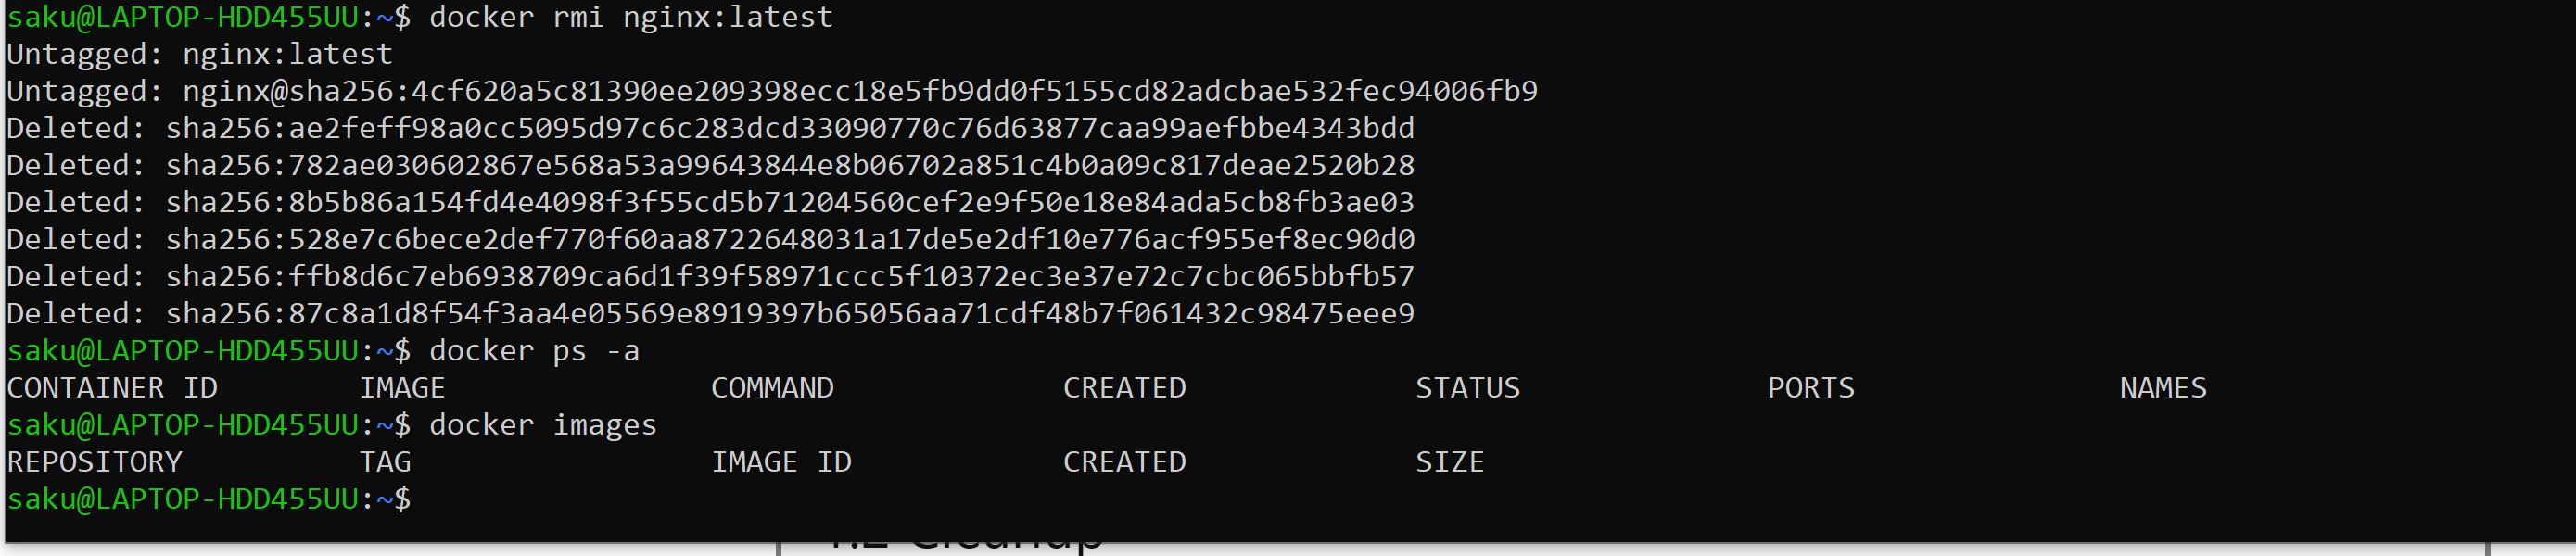 saku@LAPTOP-HDD455UU:~$ docker rmi nginx:latest
Untagged: nginx:latest
Untagged: nginx@sha256:4cf620a5c81390ee209398ecc18e5fb9dd0f5155cd82adcbae532fec94006fb9
Deleted: sha256:ae2feff98a0cc5095d97c6c283dcd33090770c76d63877caa99aefbbe4343bdd
Deleted: sha256:782ae030602867e568a53a99643844e8b06702a851c4b0a09c817deae2520b28
Deleted: sha256:8b5b86a154fd4e4098f3f55cd5b71204560cef2e9f50e18e84ada5cb8fb3ae03
Deleted: sha256:528e7c6bece2def770f60aa8722648031a17de5e2df10e776acf955ef8ec90d0
Deleted: sha256:ffb8d6c7eb6938709ca6d1f39f58971ccc5f10372ec3e37e72c7cbc065bbfb57
Deleted: sha256:87c8a1d8f54f3aa4e05569e8919397b65056aa71cdf48b7f061432c98475eee9
saku@LAPTOP-HDD455UU:~$ docker ps -a
CONTAINER ID IMAGE COMMAND CREATED STATUS PORTS NAMES
saku@LAPTOP-HDD455UU:~$ docker images
REPOSITORY TAG IMAGE ID CREATED SIZE
saku@LAPTOP-HDD455UU:~$